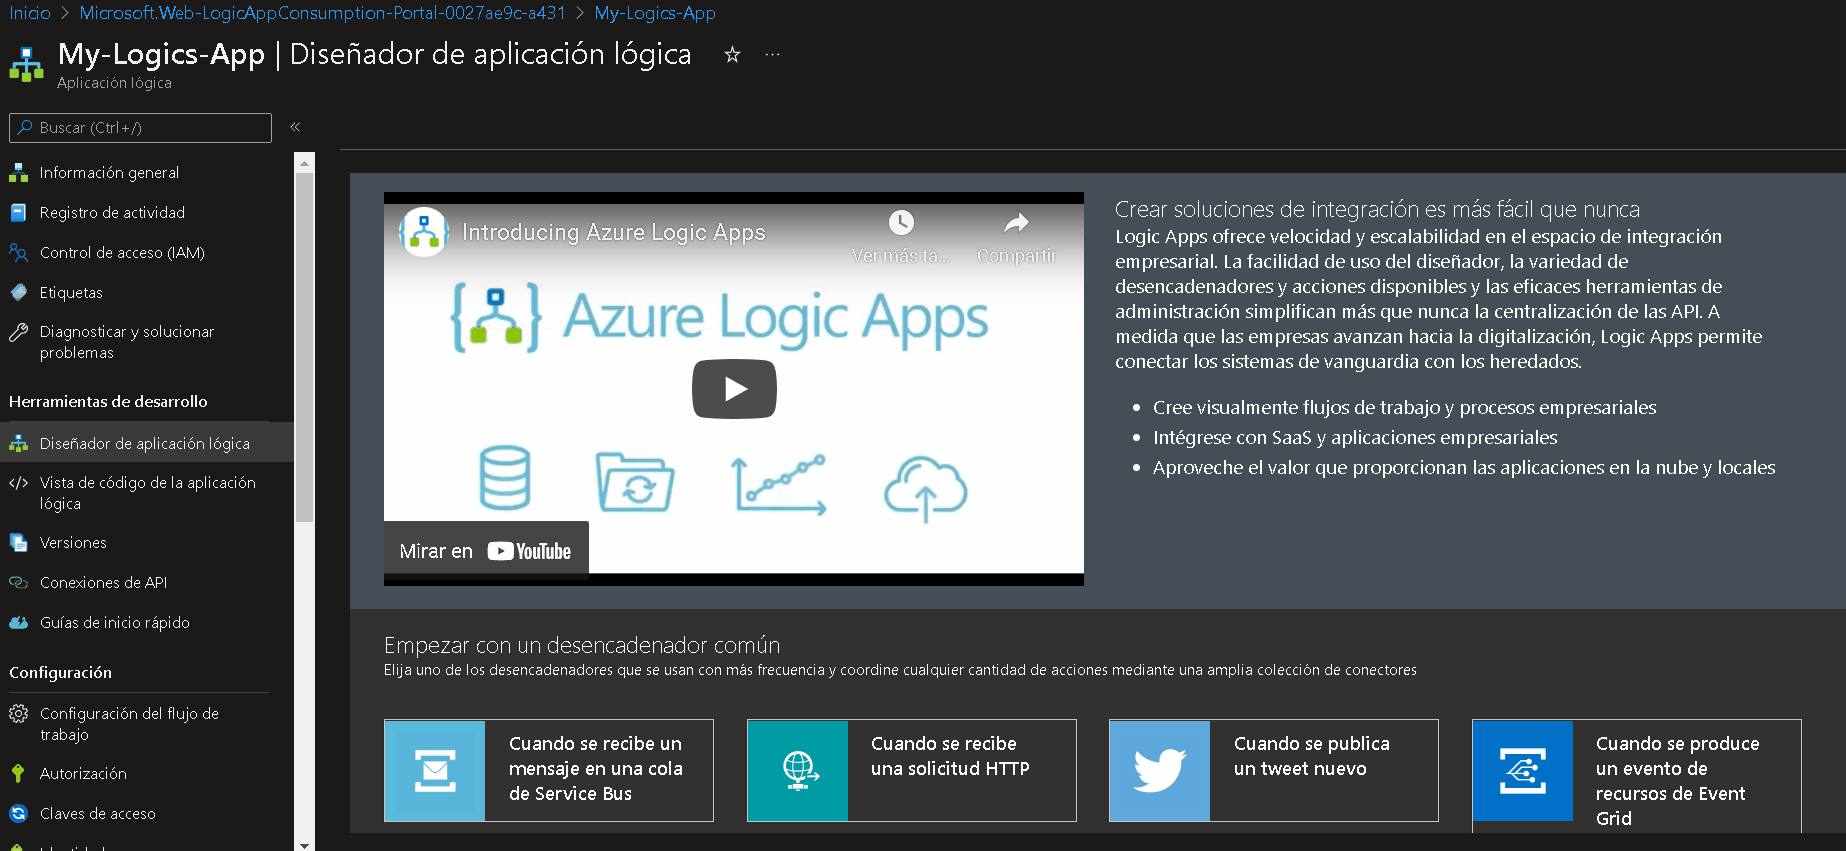 Inicio > Microsoft.Web-LogicAppConsumption-Portal-0027ae9c-a431 > My-Logics-App
My-Logics-App | Diseñador de aplicación lógica
Aplicación lógica
Buscar (Ctrl+/)
Información general
Registro de actividad
Control de acceso (IAM)
Etiquetas
Diagnosticar y solucionar
problemas
Herramientas de desarrollo
Diseñador de aplicación lógica
Vista de código de la aplicación
lógica
Versiones
Conexiones de API
Guías de inicio rápido
Configuración
Configuración del flujo de
trabajo
Autorización
Claves de acceso
Introducing Azure Logic Apps
Ver más ta...
Compartir
Azure Logic Apps
Mirar en YouTube
Crear soluciones de integración es más fácil que nunca
Logic Apps ofrece velocidad y escalabilidad en el espacio de integración
empresarial. La facilidad de uso del diseñador, la variedad de
desencadenadores y acciones disponibles y las eficaces herramientas de
administración simplifican más que nunca la centralización de las API. A
medida que las empresas avanzan hacia la digitalización, Logic Apps permite
conectar los sistemas de vanguardia con los heredados.
• Cree visualmente flujos de trabajo y procesos empresariales
• Intégrese con SaaS y aplicaciones empresariales
• Aproveche el valor que proporcionan las aplicaciones en la nube y locales
Empezar con un desencadenador común
Elija uno de los desencadenadores que se usan con más frecuencia y coordine cualquier cantidad de acciones mediante una amplia colección de conectores
Cuando se recibe un
mensaje en una cola
de Service Bus
Cuando se recibe
una solicitud HTTP
Cuando se publica
un tweet nuevo
Cuando se produce
un evento de
recursos de Event
Grid